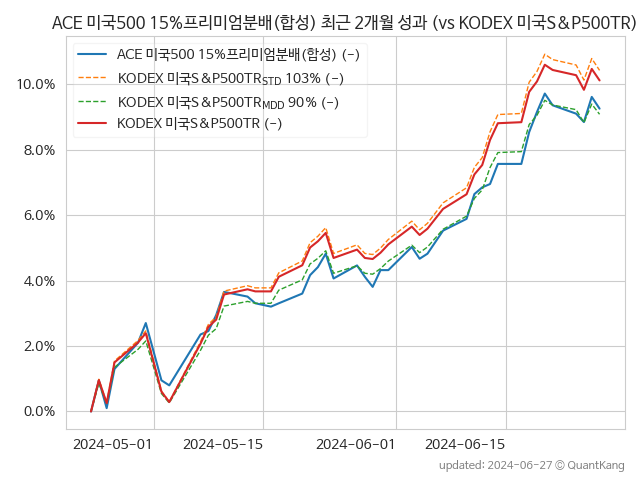 ACE 미국500 15%프리미엄분배(합성) 최근 2개월 성과 (vs KODEX 미국S&P500TR)
ACE 미국500 15%프리미엄분배(합성) (-)
KODEX 미국S&P500TR_STD 103% (-)
KODEX 미국S&P500TR_MDD 90% (-)
KODEX 미국S&P500TR (-)
10.0%
8.0%
6.0%
4.0%
2.0%
0.0%
2024-05-01 2024-05-15 2024-06-01 2024-06-15
updated: 2024-06-27 © QuantKang